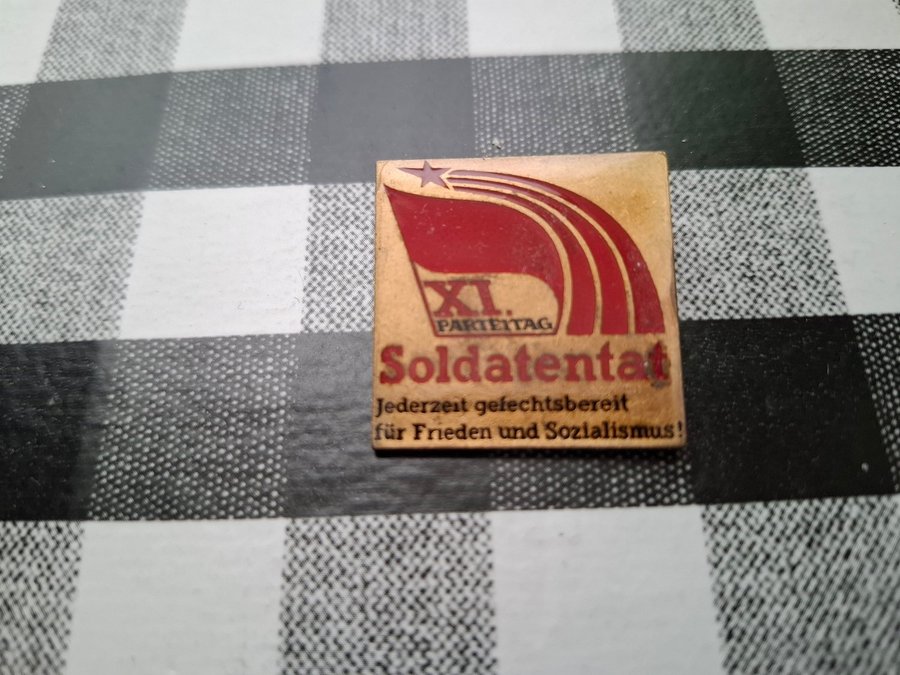 XI.
PARTEITAG
Soldatentat
Jederzeit gefechtsbereit
für Frieden und Sozialismus!